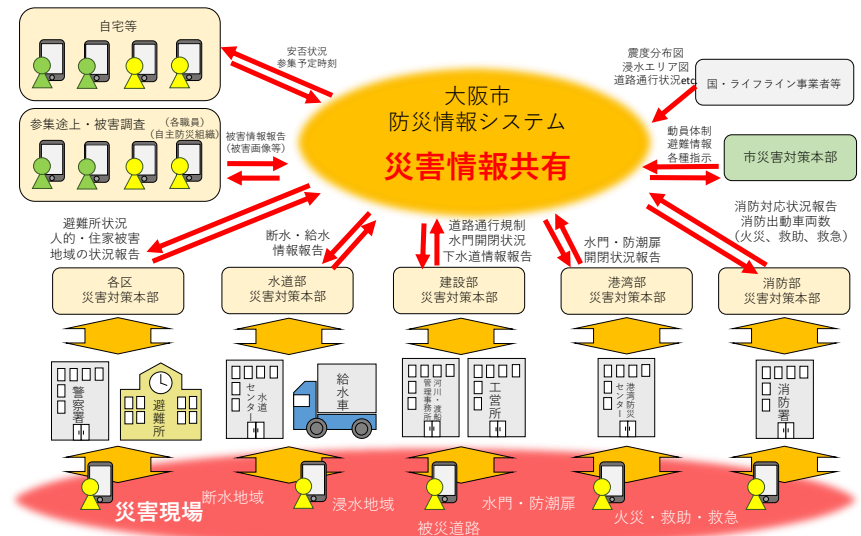 自宅等
安否状況
参集予定時刻
大阪市
防災情報システム
災害情報共有
震度分布図
浸水エリア図
道路通行状況etc.
国・ライフライン事業者等
参集途上・被害調査
(各職員)
(自主防災組織)
被害情報報告
(被害画像等)
動員体制
避難情報
各種指示
市災害対策本部
避難所状況
人的・住家被害
地域の状況報告
断水・給水
情報報告
道路通行規制
水門開閉状況
下水道情報報告
水門・防潮扉
開閉状況報告
消防対応状況報告
消防出動車両数
(火災、救助、救急)
各区
災害対策本部
水道部
災害対策本部
建設部
災害対策本部
港湾部
災害対策本部
消防部
災害対策本部
警察署
避難所
水道
センター
給水車
河川・渡船
管理事務所
工営所
港湾防災
センター
消防署
災害現場
断水地域
浸水地域
被災道路
水門・防潮扉
火災・救助・救急